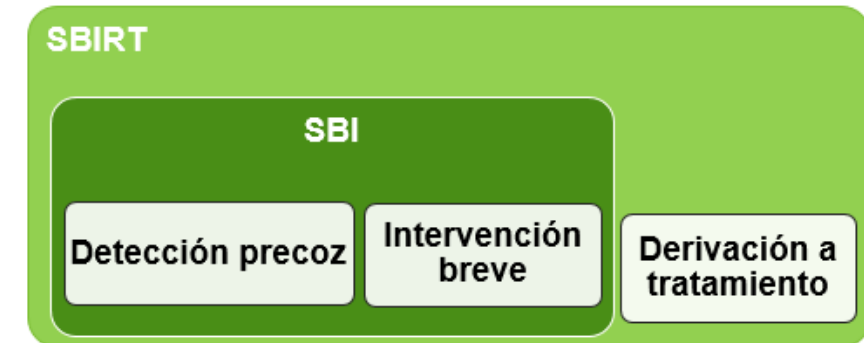 SBIRT
SBI
Detección precoz
Intervención
breve
Derivación a
tratamiento